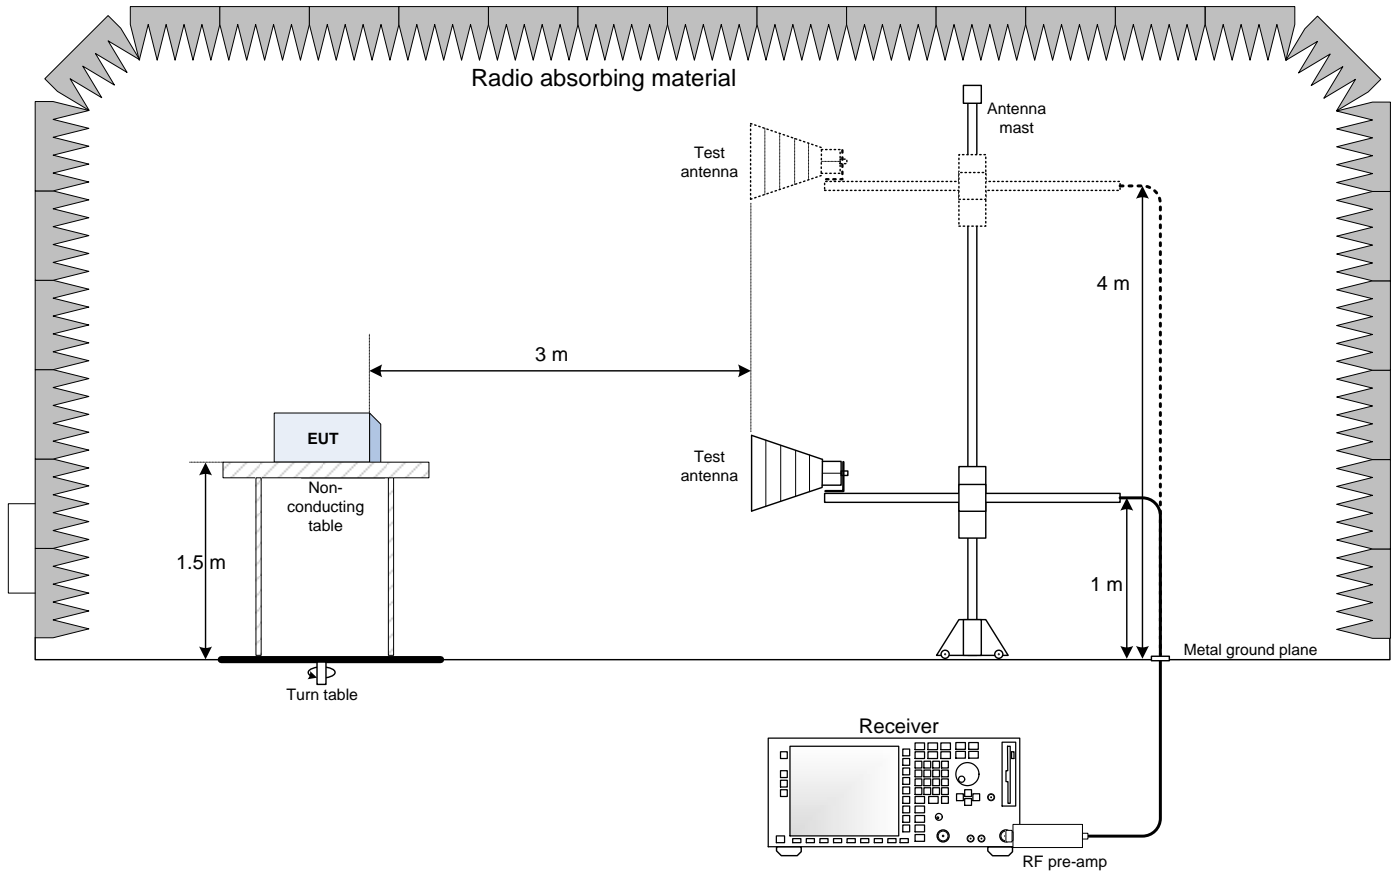 Radio absorbing material
Antenna
mast
Test
antenna
4 m
3 m
EUT
Test
antenna
Non-
conducting
table
1.5 m
1 m
Metal ground plane
Turn table
Receiver
RF pre-amp